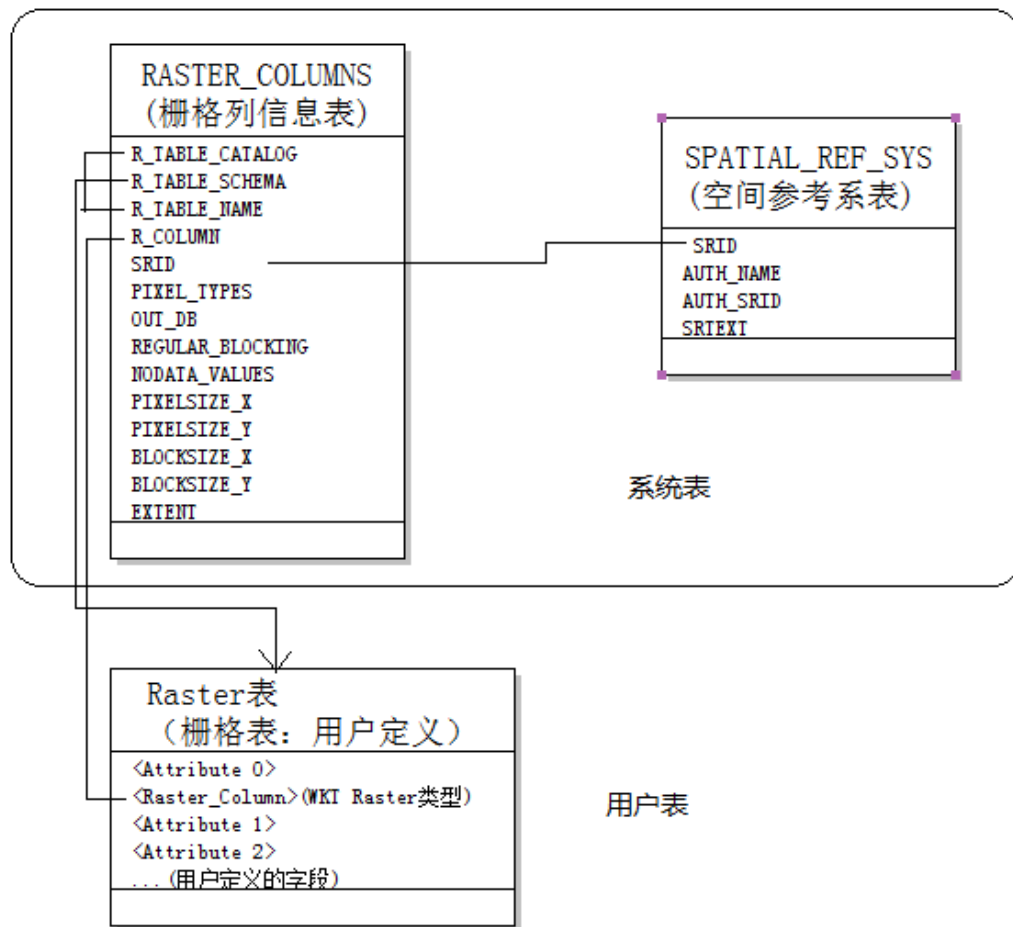 RASTER_COLUMNS
(栅格列信息表)
R_TABLE_CATALOG
R_TABLE_SCHEMA
R_TABLE_NAME
R_COLUMN
SRID
PIXEL_TYPES
OUT_DB
REGULAR_BLOCKING
NODATA_VALUES
PIXELSIZE_X
PIXELSIZE_Y
BLOCKSIZE_X
BLOCKSIZE_Y
EXTENT
SPATIAL_REF_SYS
(空间参考系表)
SRID
AUTH_NAME
AUTH_SRID
SRTEXT
系统表
Raster表
（栅格表：用户定义）
<Attribute 0>
<Raster_Column>(WKT Raster类型)
<Attribute 1>
<Attribute 2>
...(用户定义的字段)
用户表